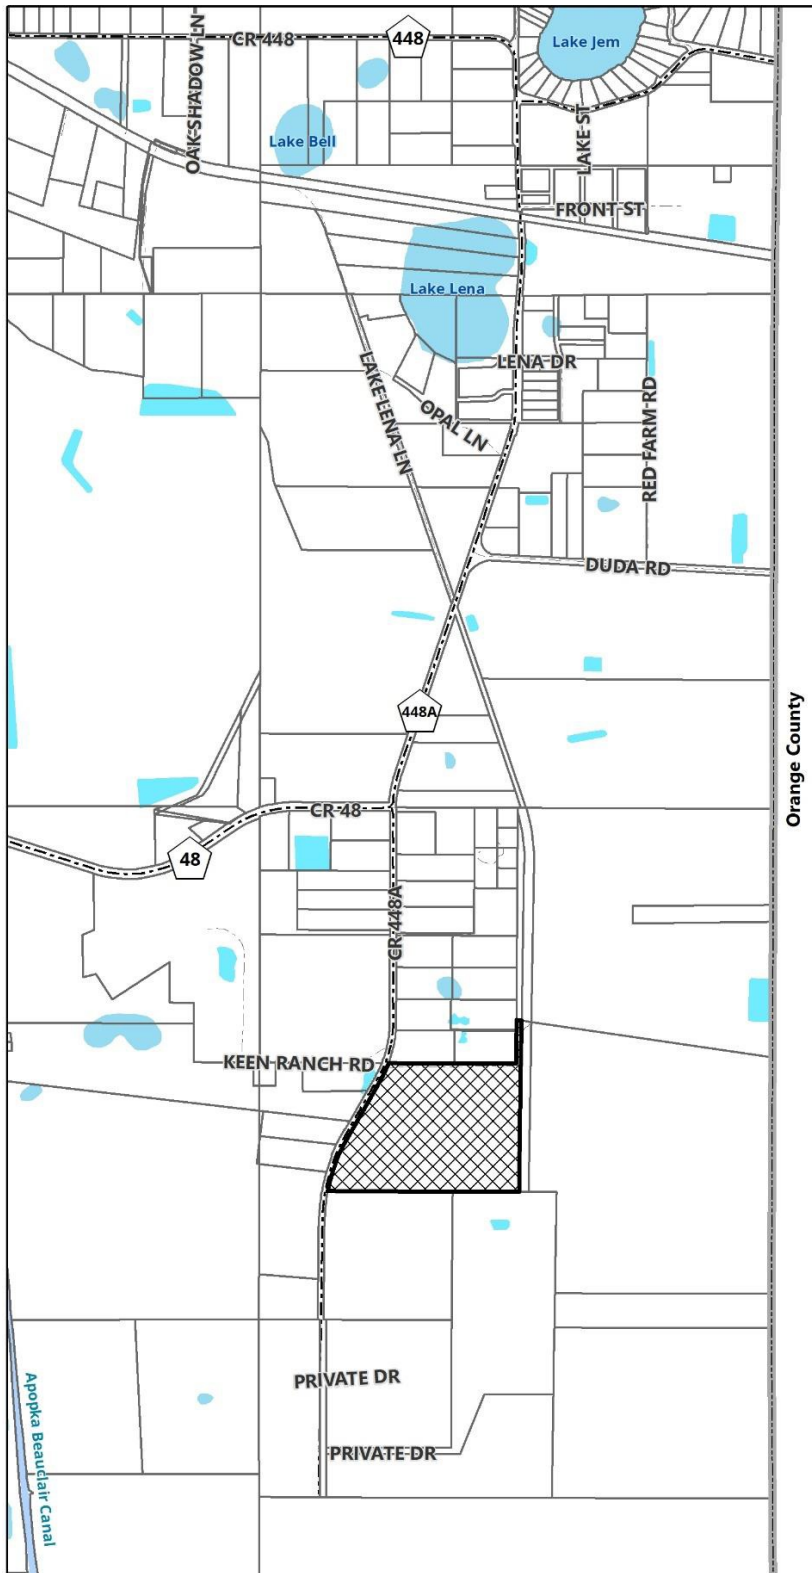 Lake Jem
CR 448
448
OAK SHADOW LN
Lake Bell
LAKE ST
FRONT ST
Lake Lena
LENA DR
LAKE LENA LN
OPAL LN
RED FARM RD
DUDA RD
448A
Orange County
CR 48
48
CR 448A
KEEN RANCH RD
PRIVATE DR
Apopka Beauclair Canal
PRIVATE DR